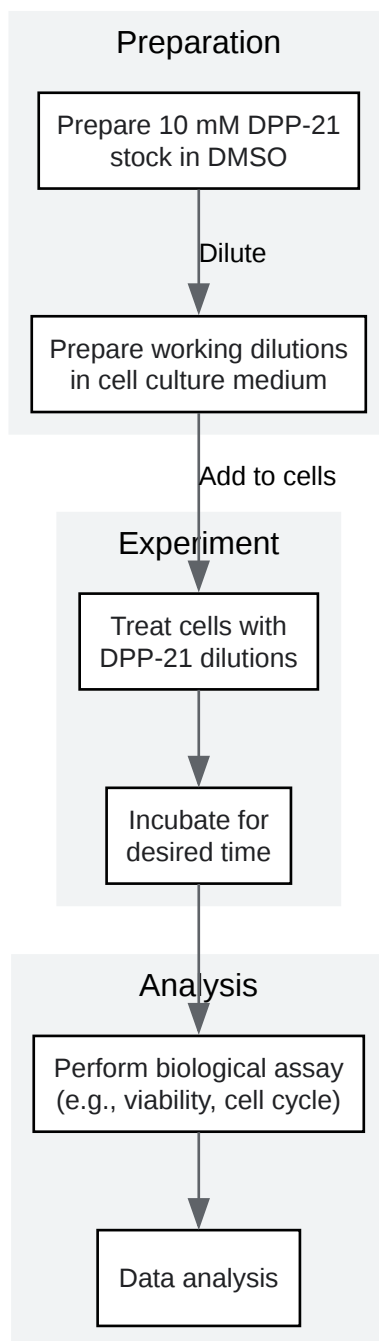 Preparation
Prepare 10 mM DPP-21
stock in DMSO
Dilute
Prepare working dilutions
in cell culture medium
Add to cells
Experiment
Treat cells with
DPP-21 dilutions
Incubate for
desired time
Analysis
Perform biological assay
(e.g., viability, cell cycle)
Data analysis